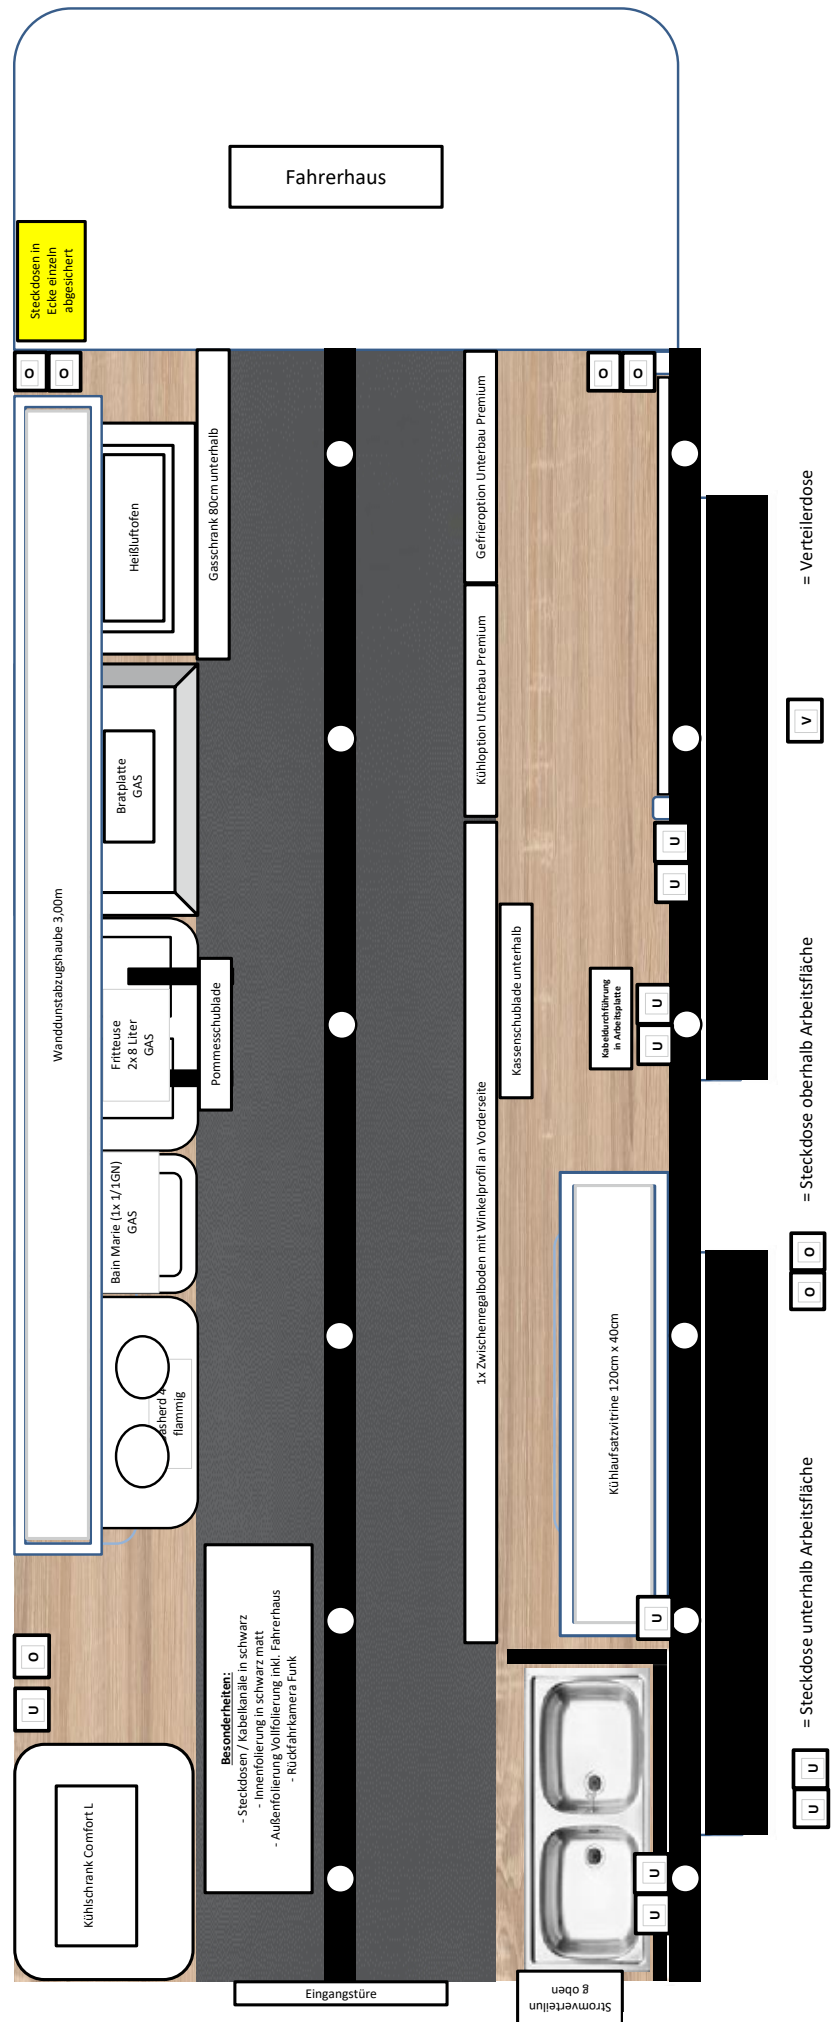 Fahrerhaus
Steckdosen in
Ecke einzeln
abgesichert
O
O
O
O
Wanddunstabzugshaube 3,00m
Heißluftofen
Gasschrank 80cm unterhalb
Gefrieroption Unterbau Premium
Bratplatte
GAS
Kühloption Unterbau Premium
U
U
Fritteuse
2x 8 Liter
GAS
Pommesschublade
Kassenschublade unterhalb
Kabeldurchführung
in Arbeitsplatte
U
U
Bain Marie (1x 1/1GN)
GAS
1x Zwischenregalboden mit Winkelprofil an Vorderseite
flammig
Kühlaufsatzvitrine 120cm x 40cm
U
O
U
Besonderheiten:
- Steckdosen / Kabelkanäle in schwarz
- Innenfolierung in schwarz matt
- Außenfolierung Vollfolierung inkl. Fahrerhaus
- Rückfahrkamera Funk
Kühlschrank Comfort L
U
U
Eingangstüre
Stromverteilun
g oben
V
= Verteilerdose
O
O
= Steckdose oberhalb Arbeitsfläche
U
U
= Steckdose unterhalb Arbeitsfläche